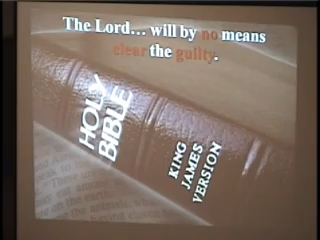 The Lord… will by no means
clear the guilty.
HOLY
BIBLE
KING
JAMES
VERSION